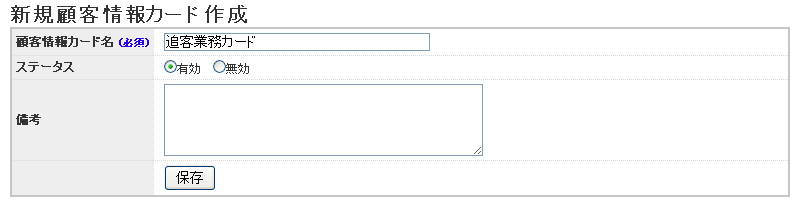 新規顧客情報カード作成
顧客情報カード名 (必須) 追客業務カード
ステータス 有効 無効
備考
保存